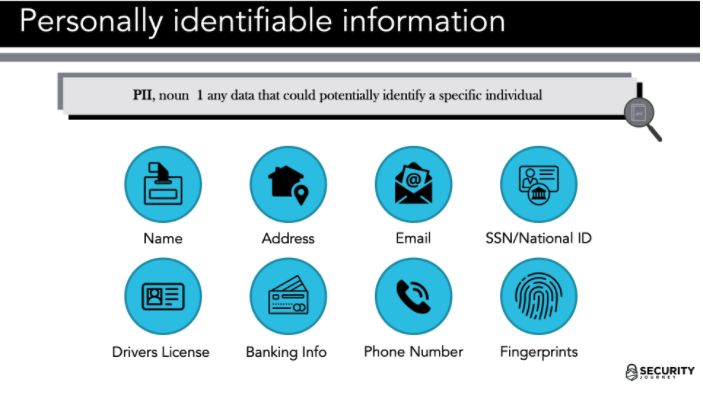 Personally identifiable information
PII, noun 1 any data that could potentially identify a specific individual
Name
Address
Email
SSN/National ID
Drivers License
Banking Info
Phone Number
Fingerprints
SECURITY
JOURNEY